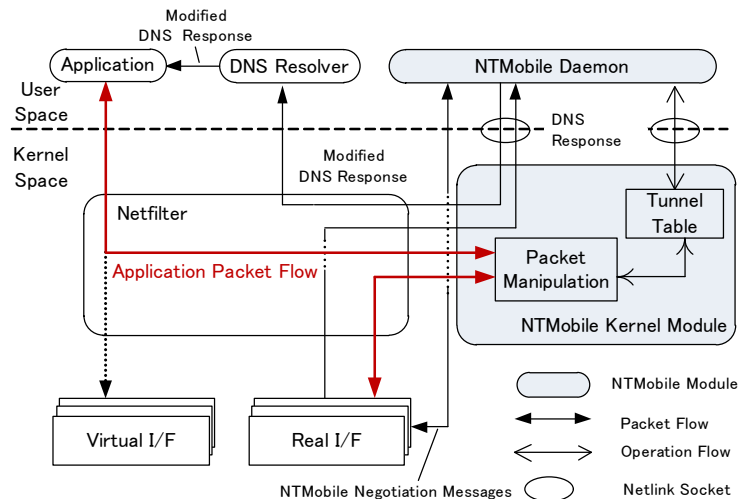 Modified
DNS Response
Application
DNS Resolver
NTMobile Daemon
User
Space
DNS
Response
Kernel
Space
Modified
DNS Response
Netfilter
Tunnel
Table
Application Packet Flow
Packet
Manipulation
NTMobile Kernel Module
NTMobile Module
Virtual I/F
Real I/F
Packet Flow
Operation Flow
NTMobile Negotiation Messages
Netlink Socket